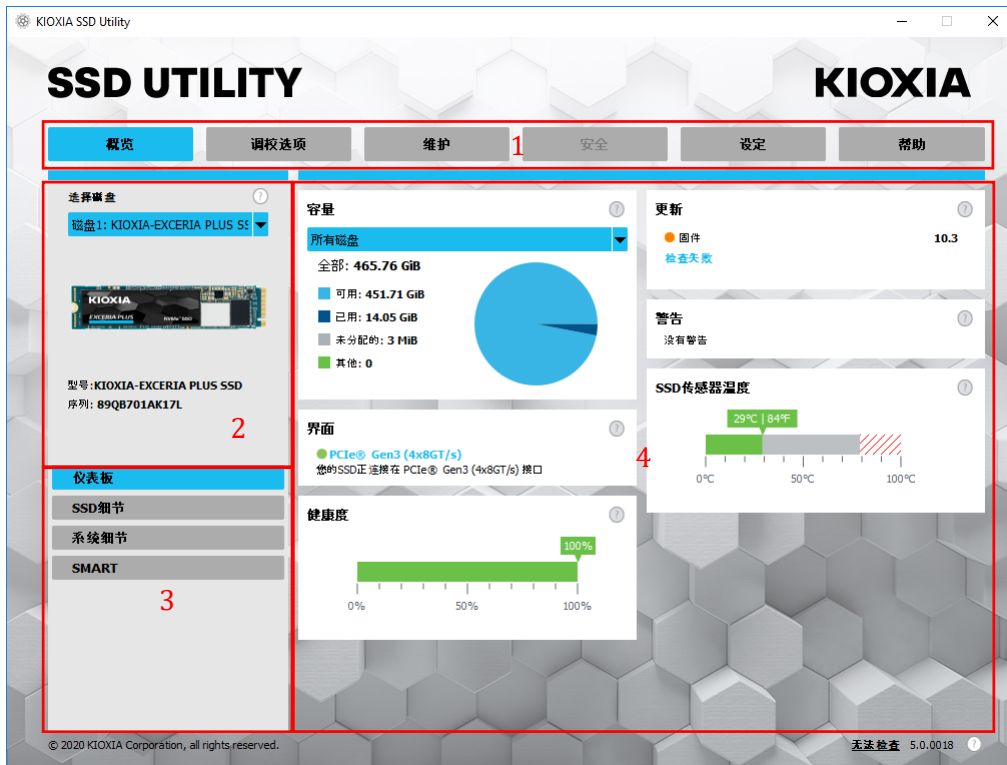 KIOXIA SSD Utility
SSD UTILITY
KIOXIA
概览
调校选项
维护
1
安全
设定
帮助
选择磁盘
?
磁盘1: KIOXIA-EXCERIA PLUS SS
KIOXIA
EXCERIA PLUS
NVMe™ SSD
型号:KIOXIA-EXCERIA PLUS SSD
序列: 89QB701AK17L
2
仪表板
SSD细节
系统细节
SMART
3
容量
?
所有磁盘
全部: 465.76 GiB
可用: 451.71 GiB
已用: 14.05 GiB
未分配的: 3 MiB
其他: 0
界面
?
PCIe® Gen3 (4x8GT/s)
您的SSD正连接在 PCIe® Gen3 (4x8GT/s) 接口
健康度
?
100%
0%
50%
100%
4
更新
?
固件
10.3
检查失败
警告
?
没有警告
SSD传感器温度
?
29°C | 84°F
0°C
50°C
100°C
© 2020 KIOXIA Corporation, all rights reserved.
无法检查 5.0.0018 ?